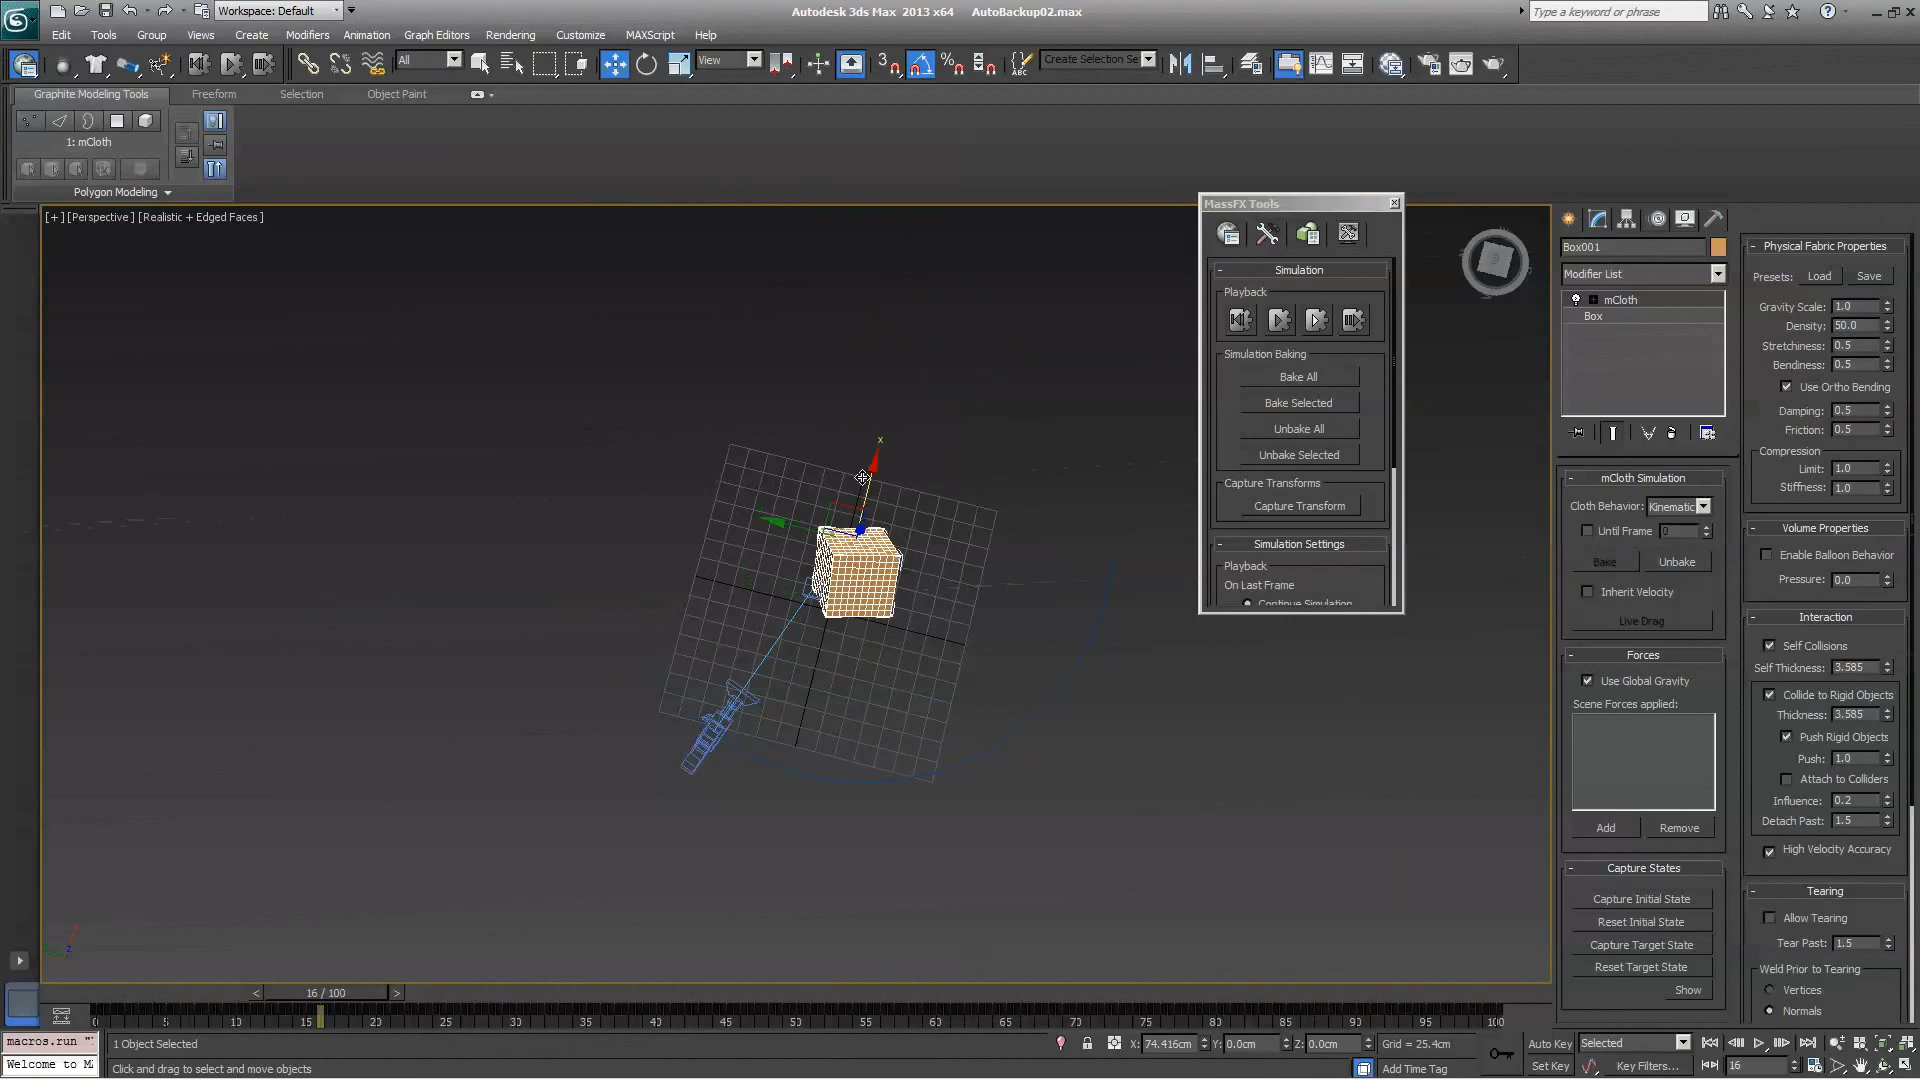 Workspace: Default
Autodesk 3ds Max 2013 x64 AutoBackup02.max
Type a keyword or phrase
Edit Tools Group Views Create Modifiers Animation Graph Editors Rendering Customize MAXScript Help
All
View
Create Selection Se
3
%
ABC
Graphite Modeling Tools Freeform Selection Object Paint
1: mCloth
Polygon Modeling
[+] [Perspective] [Realistic + Edged Faces]
x
MassFX Tools
Simulation
Playback
Simulation Baking
Bake All
Bake Selected
Unbake All
Unbake Selected
Capture Transforms
Capture Transform
Simulation Settings
Playback
On Last Frame
Continue Simulation
Box001
Modifier List
mCloth
Box
mCloth Simulation
Cloth Behavior: Kinematic
Until Frame 0
Bake Unbake
Inherit Velocity
Live Drag
Forces
Use Global Gravity
Scene Forces applied:
Add Remove
Capture States
Capture Initial State
Reset Initial State
Capture Target State
Reset Target State
Show
Physical Fabric Properties
Presets: Load Save
Gravity Scale: 1.0
Density: 50.0
Stretchiness: 0.5
Bendiness: 0.5
Use Ortho Bending
Damping: 0.5
Friction: 0.5
Compression
Limit: 1.0
Stiffness: 1.0
Volume Properties
Enable Balloon Behavior
Pressure: 0.0
Interaction
Self Collisions
Self Thickness: 3.585
Collide to Rigid Objects
Thickness: 3.585
Push Rigid Objects
Push: 1.0
Attach to Colliders
Influence: 0.2
Detach Past: 1.5
High Velocity Accuracy
Tearing
Allow Tearing
Tear Past: 1.5
Weld Prior to Tearing
Vertices
Normals
z
< 16 / 100 >
0 5 10 15 20 25 30 35 40 45 50 55 60 65 70 75 80 85 90 95 100
macros.run "
1 Object Selected
X: 74.416cm Y: 0.0cm Z: 0.0cm Grid = 25.4cm
Auto Key Selected
Welcome to M
Click and drag to select and move objects
Add Time Tag
Set Key Key Filters... 16